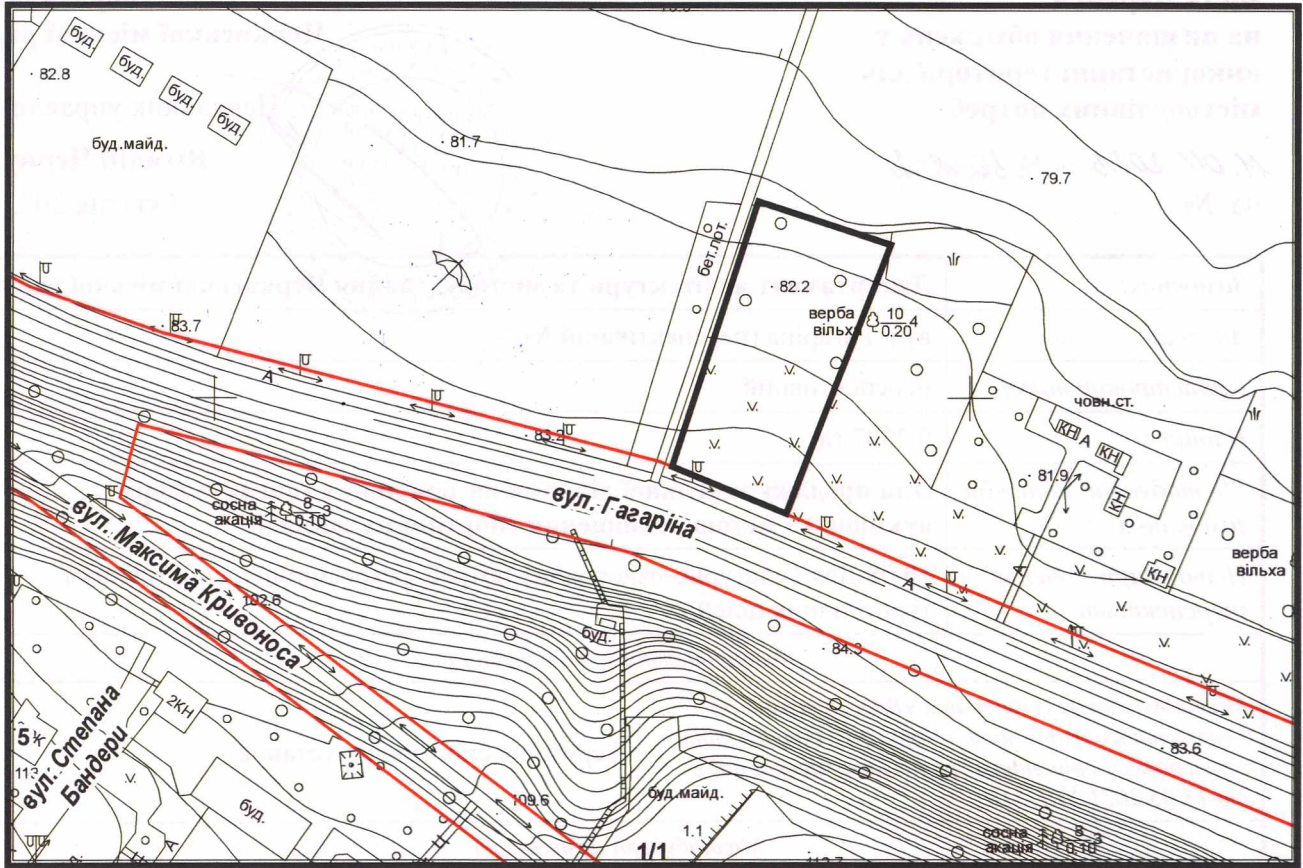 буд.
буд.
буд.
буд.
82.8
буд.майд.
81.7
79.7
бет.лот.
82.2
верба
вільха
10
0.20
4
83.7
А
83.2
човн.ст.
КН
А
КН
КН
КН
81.9
верба
вільха
сосна
акація
8
0.10
3
вул. Гагаріна
вул. Максима Кривоноса
102.6
А
А
буд.
84.3
2КН
5
вул. Степана
Бандери
113
буд.
А
109.6
буд.майд.
1.1
1/1
83.6
сосна
акація
8
0.10
3